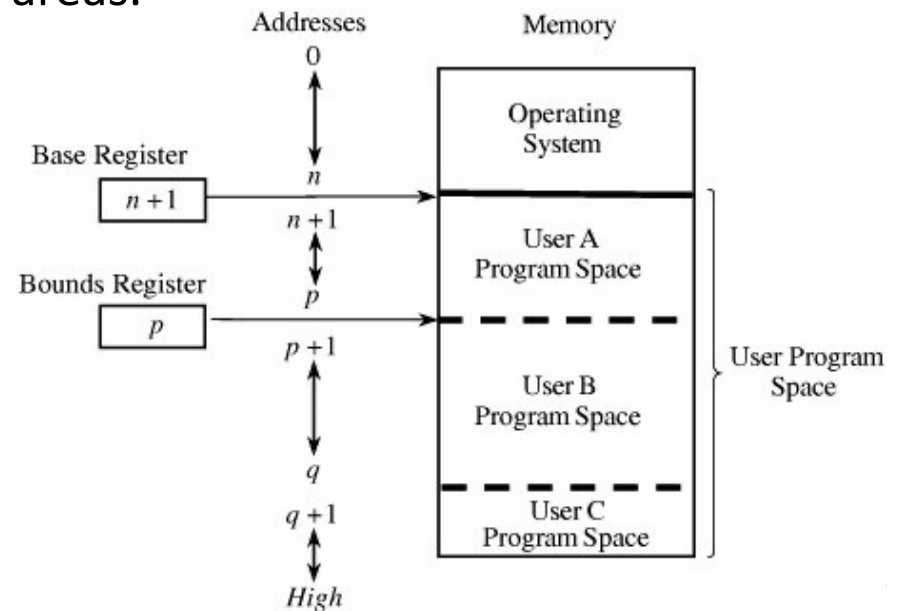 areas.
Addresses
Memory
0
Operating
System
Base Register
n
n+1
n+1
User A
Program Space
Bounds Register
p
p
p+1
User Program
Space
User B
Program Space
q
q+1
User C
Program Space
High